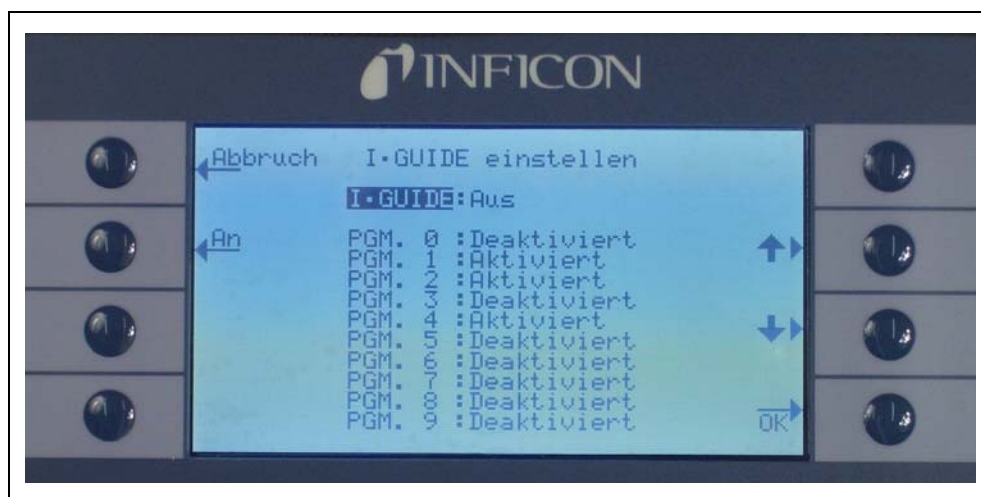 INFICON
Abbruch I•GUIDE einstellen
I•GUIDE:Aus
An
PGM. 0 :Deaktiviert
PGM. 1 :Aktiviert
PGM. 2 :Aktiviert
PGM. 3 :Deaktiviert
PGM. 4 :Aktiviert
PGM. 5 :Deaktiviert
PGM. 6 :Deaktiviert
PGM. 7 :Deaktiviert
PGM. 8 :Deaktiviert
PGM. 9 :Deaktiviert
OK